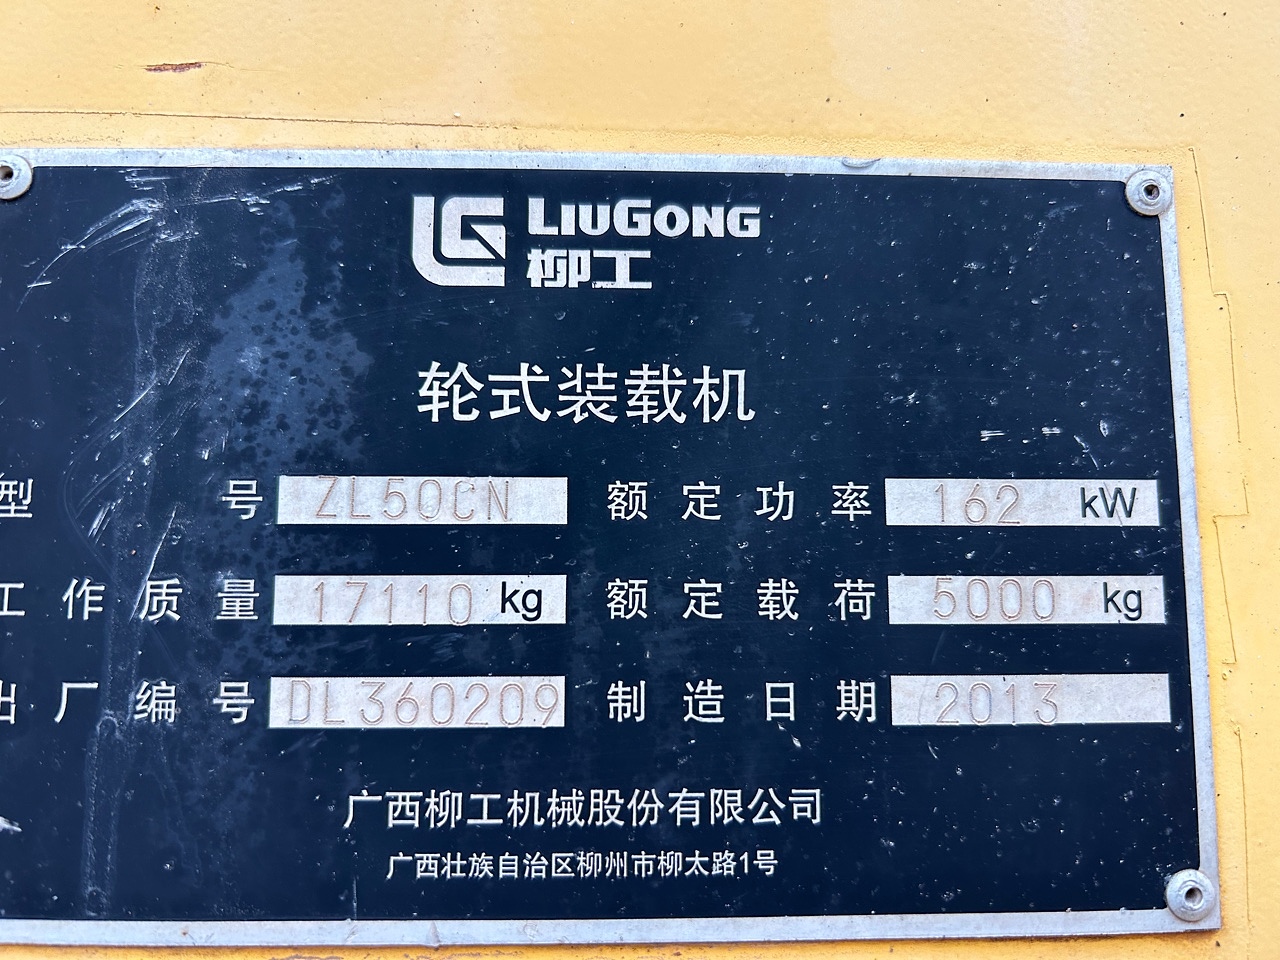 LIUGONG
柳工
轮式装载机
型号 ZL50CN 额定功率 162 kW
工作质量 17110 kg 额定载荷 5000 kg
出厂编号 DL360209 制造日期 2013
广西柳工机械股份有限公司
广西壮族自治区柳州市柳太路1号